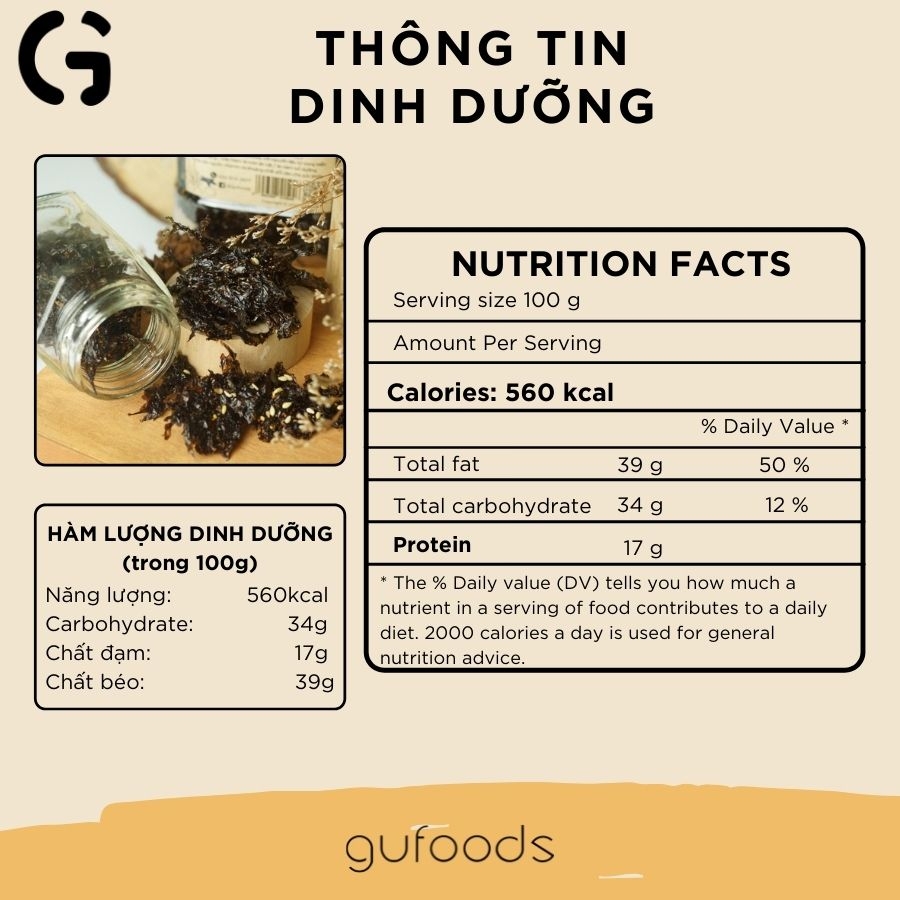 THÔNG TIN
DINH DƯỠNG
NUTRITION FACTS
Serving size 100 g
Amount Per Serving
Calories: 560 kcal
% Daily Value *
Total fat 39 g 50 %
Total carbohydrate 34 g 12 %
Protein 17 g
* The % Daily value (DV) tells you how much a
nutrient in a serving of food contributes to a daily
diet. 2000 calories a day is used for general
nutrition advice.
HÀM LƯỢNG DINH DƯỠNG
(trong 100g)
Năng lượng: 560kcal
Carbohydrate: 34g
Chất đạm: 17g
Chất béo: 39g
gufoods